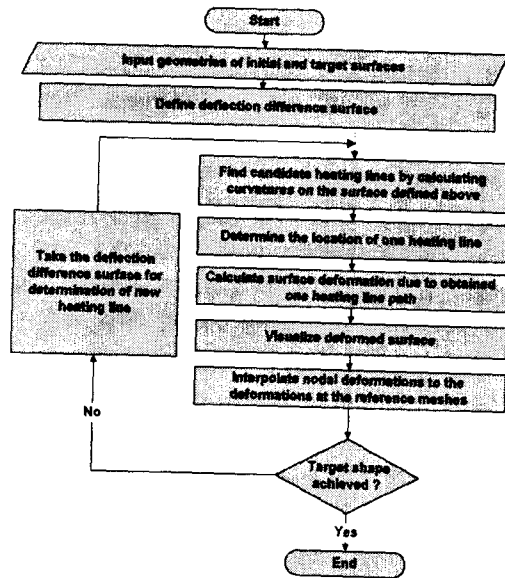 Start
Input geometries of initial and target surfaces
Define deflection difference surface
Find candidate heating lines by calculating
curvatures on the surface defined above
Determine the location of one heating line
Calculate surface deformation due to obtained
one heating line path
Visualize deformed surface
Interpolate nodal deformations to the
deformations at the reference meshes
Take the deflection
difference surface for
determination of new
heating line
No
Target shape
achieved ?
Yes
End